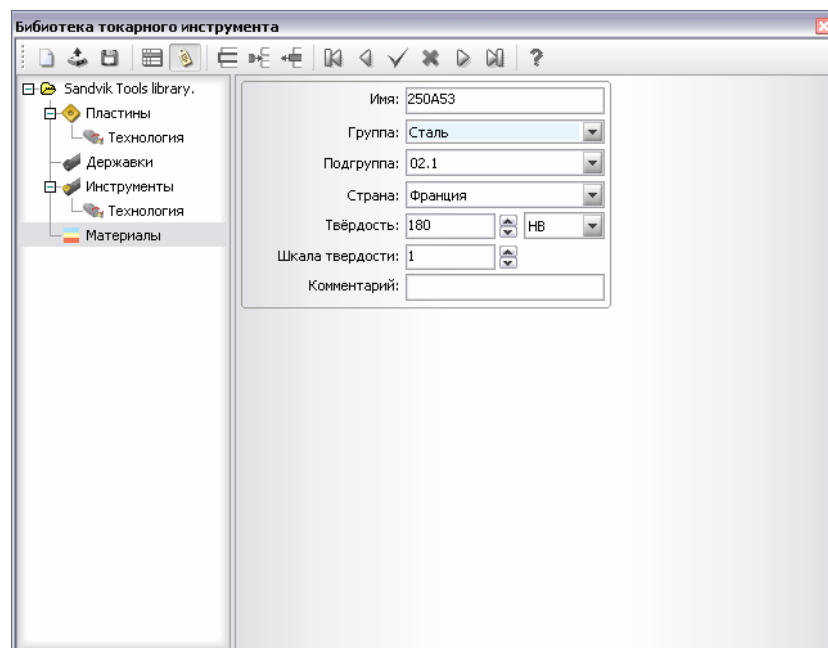 Бибиотека токарного инструмента
?
Sandvik Tools library.
Пластины
Технология
Державки
Инструменты
Технология
Материалы
Имя: 250A53
Группа: Сталь
Подгруппа: 02.1
Страна: Франция
Твёрдость: 180 HB
Шкала твердости: 1
Комментарий: